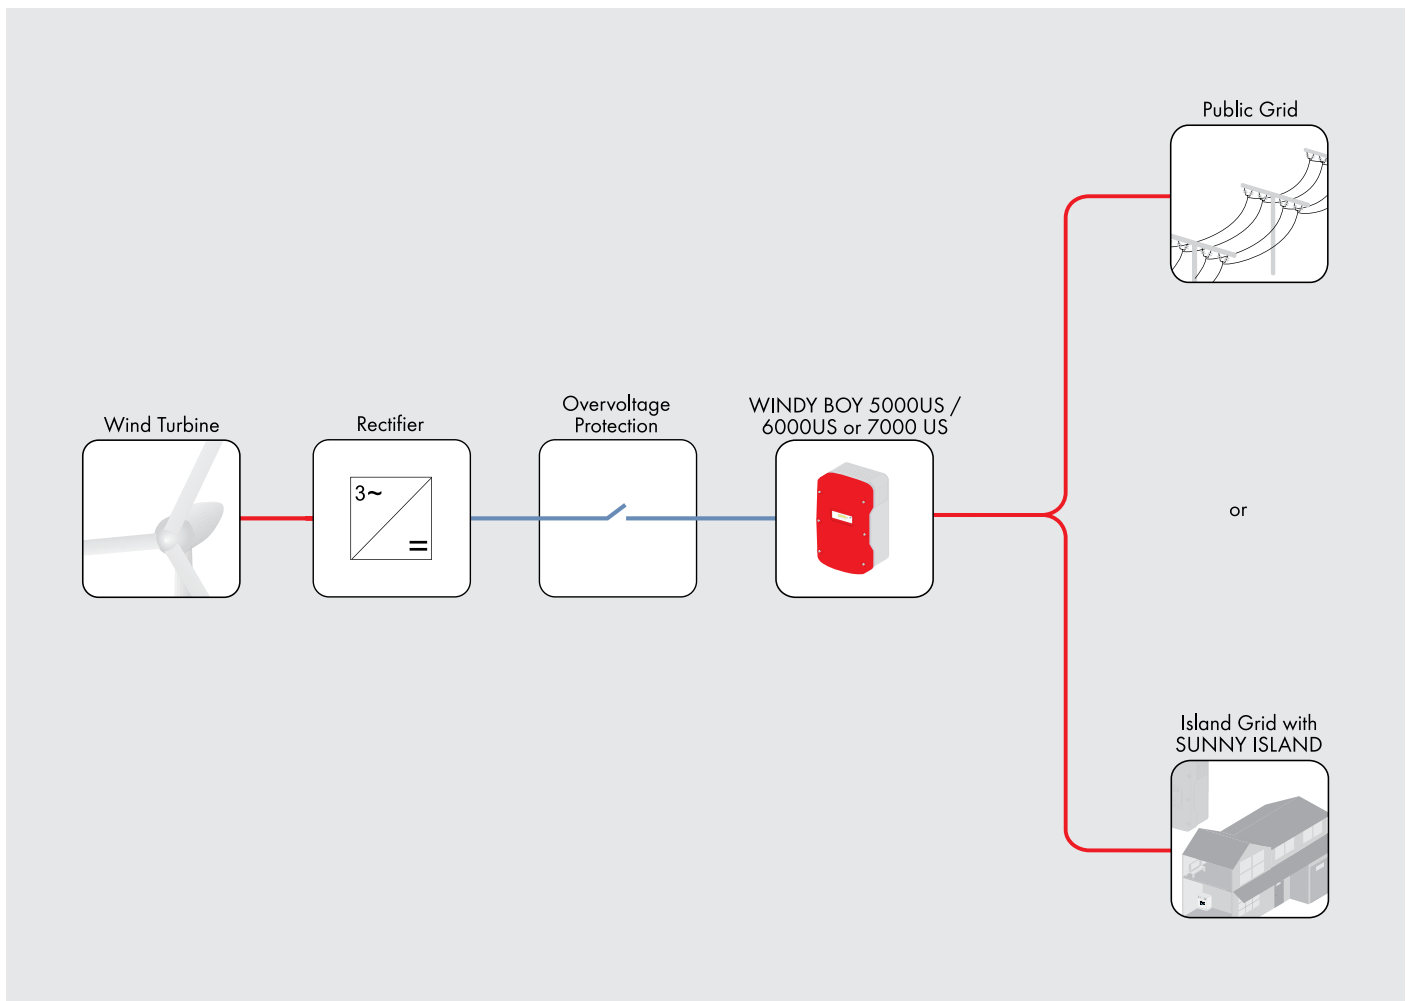 Public Grid
Wind Turbine
Rectifier
Overvoltage
Protection
WINDY BOY 5000US /
6000US or 7000 US
3~
=
or
Island Grid with
SUNNY ISLAND